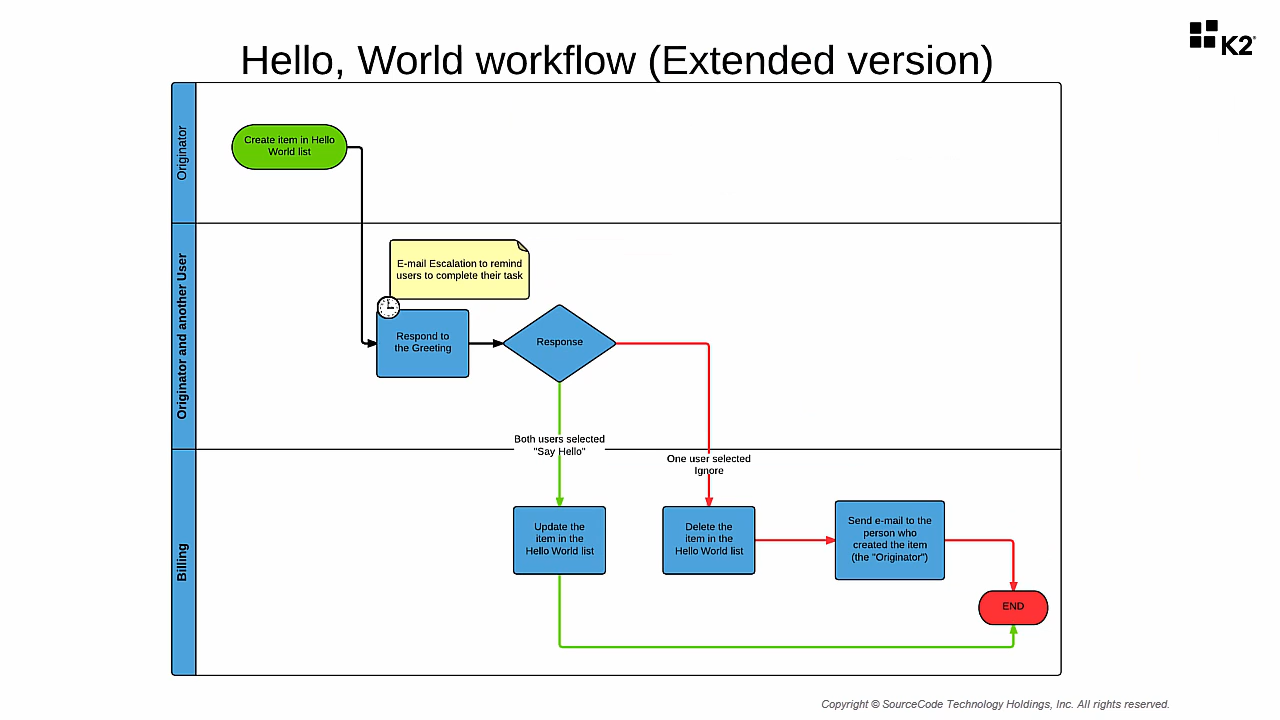 Hello, World workflow (Extended version)
K2
Originator
Create item in Hello
World list
Originator and another User
E-mail Escalation to remind
users to complete their task
Respond to
the Greeting
Response
Both users selected
"Say Hello"
One user selected
Ignore
Billing
Update the
item in the
Hello World list
Delete the
item in the
Hello World list
Send e-mail to the
person who
created the item
(the "Originator")
END
Copyright © SourceCode Technology Holdings, Inc. All rights reserved.